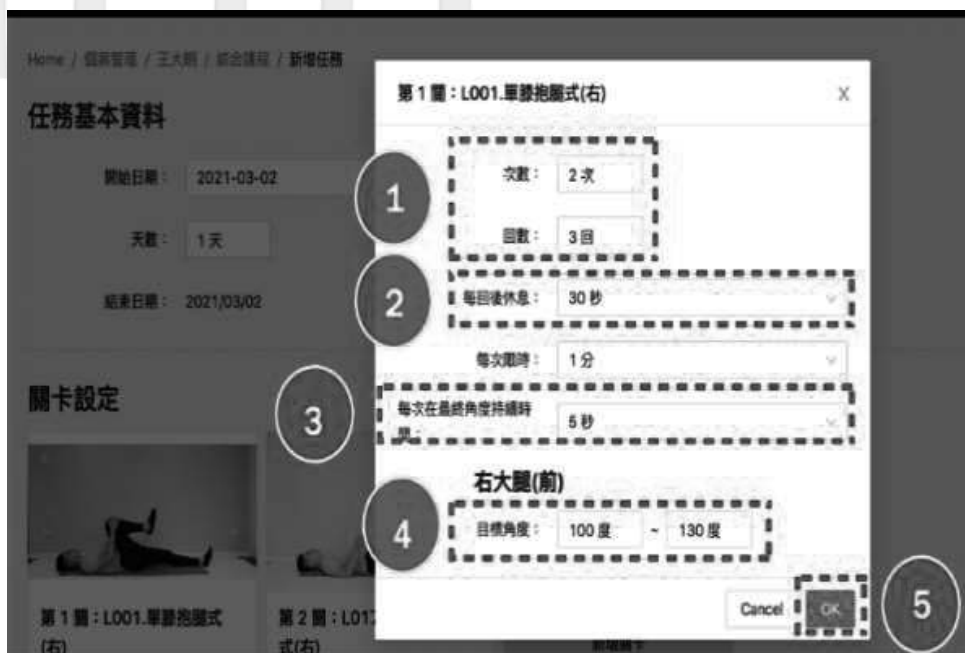 Home / 個案管理 / 王大明 / 綜合課程 / 新增任務
任務基本資料
開始日期： 2021-03-02
天數： 1 天
結束日期： 2021/03/02
關卡設定
第 1 關：L001.單膝抱腿式
(右)
第 2 關：L017
式(右)
新增關卡
第 1 關：L001.單膝抱腿式(右)
X
1
次數： 2 次
回數： 3 回
2
每回後休息： 30 秒
每次限時： 1 分
3
每次在最終角度持續時
間： 5 秒
右大腿(前)
4
目標角度： 100 度 ~ 130 度
Cancel
OK
5